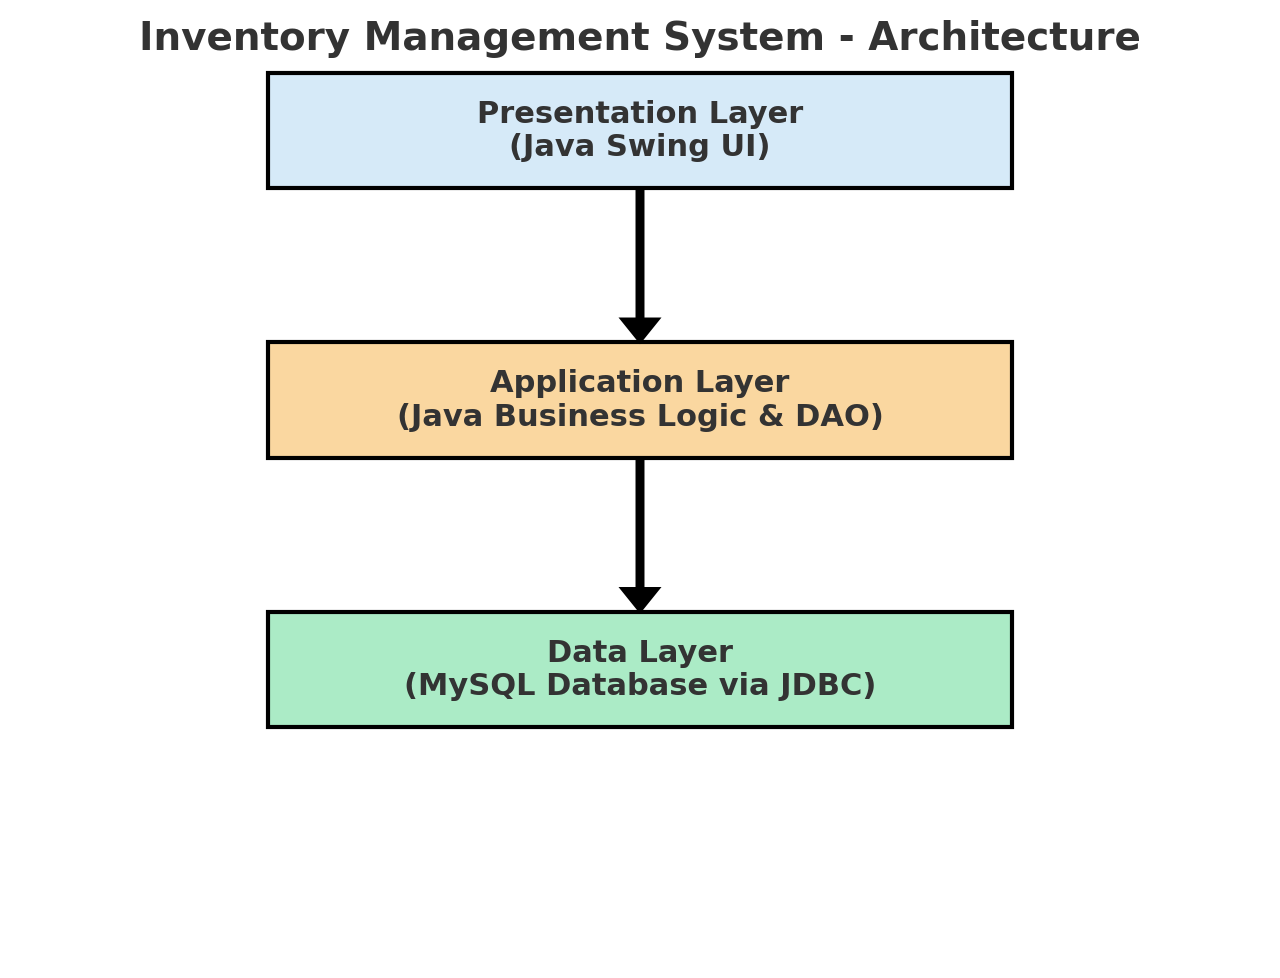 Inventory Management System - Architecture
Presentation Layer
(Java Swing UI)
Application Layer
(Java Business Logic & DAO)
Data Layer
(MySQL Database via JDBC)